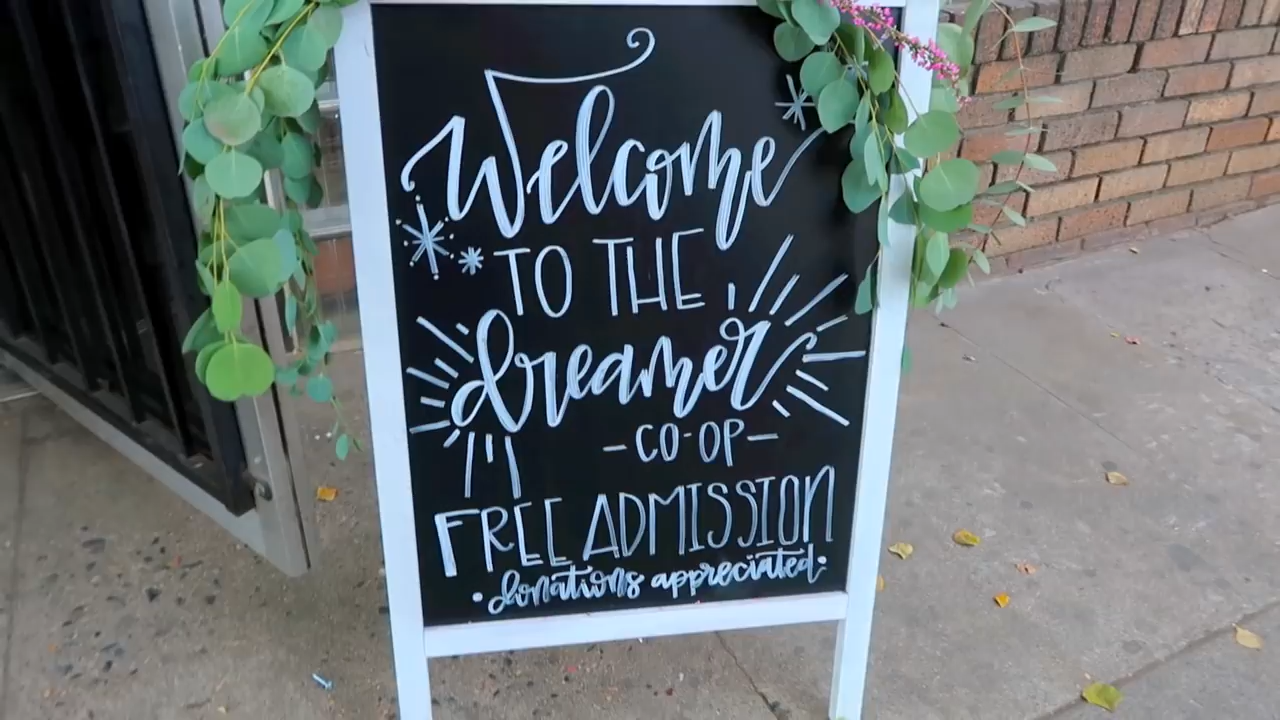 Welcome
TO THE
dreamer
-CO-OP-
FREE ADMISSION
·donations appreciated·